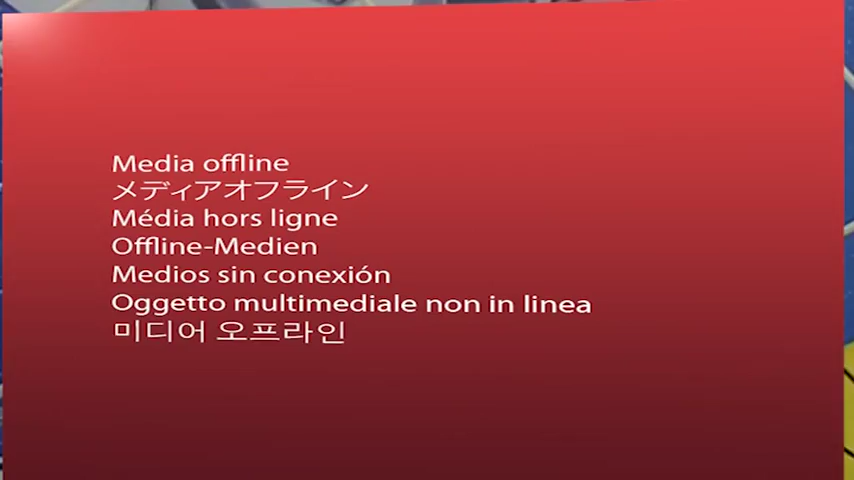 Media offline
メディアオフライン
Média hors ligne
Offline-Medien
Medios sin conexión
Oggetto multimediale non in linea
미디어 오프라인